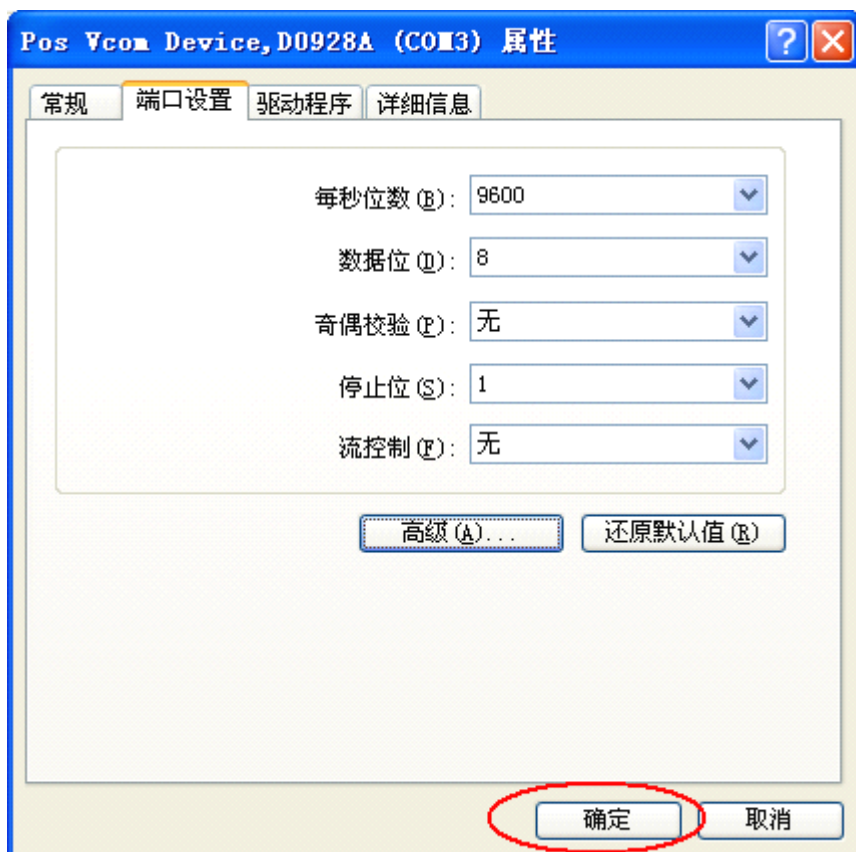 Pos Vcom Device,D0928A (COM3) 属性
常规 端口设置 驱动程序 详细信息
每秒位数(B): 9600
数据位(D): 8
奇偶校验(P): 无
停止位(S): 1
流控制(F): 无
高级(A)... 还原默认值(R)
确定 取消